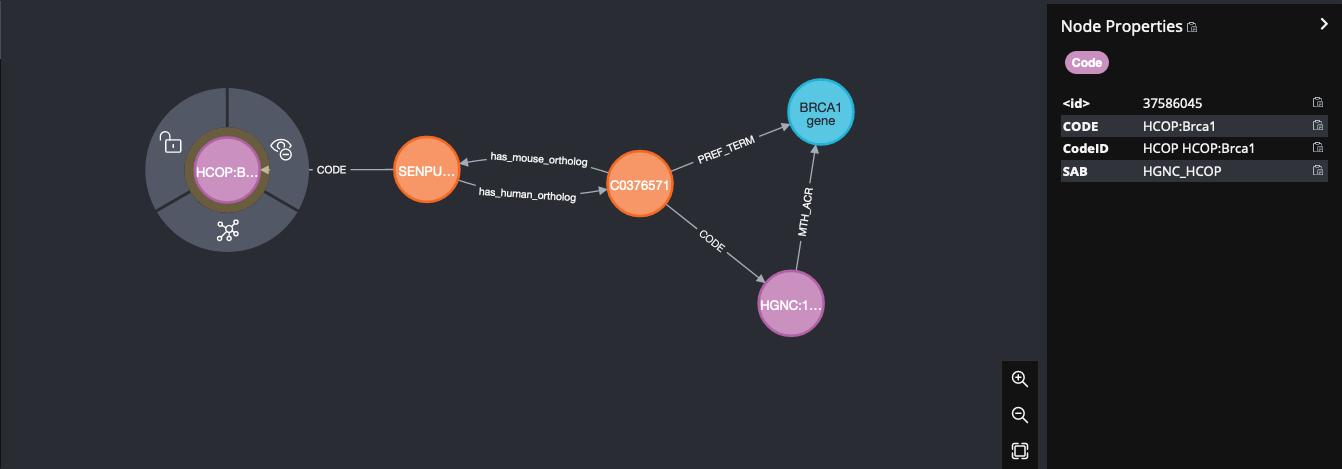 BRCA1
gene
HCOP:B...
CODE
SENPU...
has_mouse_ortholog
has_human_ortholog
C0376571
PREF_TERM
MTH_ACR
CODE
HGNC:1...
Node Properties
Code
<id> 37586045
CODE HCOP:Brca1
CodeID HCOP HCOP:Brca1
SAB HGNC_HCOP